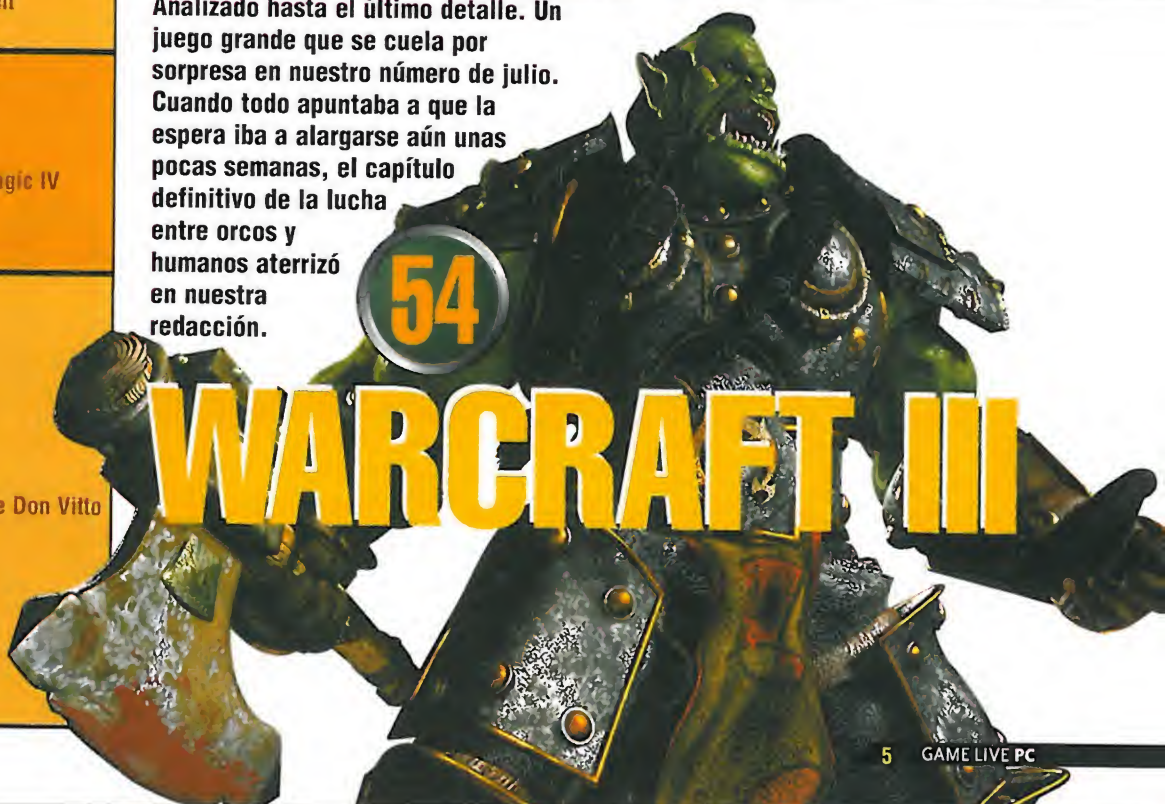 Analizado hasta el último detalle. Un
juego grande que se cuela por
sorpresa en nuestro número de julio.
Cuando todo apuntaba a que la
espera iba a alargarse aún unas
pocas semanas, el capítulo
definitivo de la lucha
entre orcos y
humanos aterrizó
en nuestra
redacción.
agic IV
e Don Vitto
54
WARCRAFT III
5 GAME LIVE PC